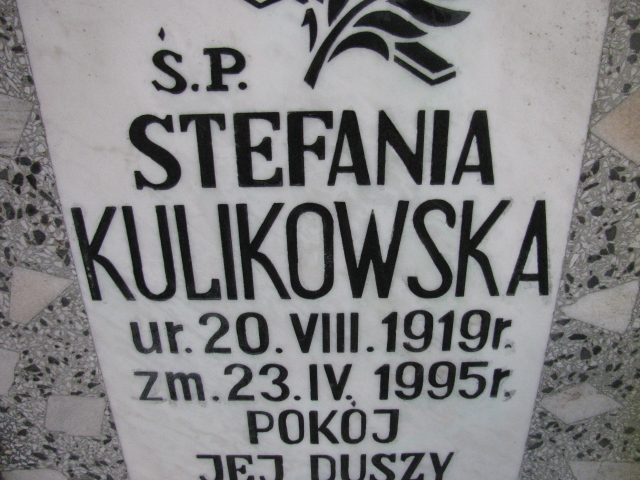 Ś.P.
STEFANIA
KULIKOWSKA
ur. 20. VIII. 1919r.
zm. 23. IV. 1995r.
POKÓJ
JEJ DUSZY